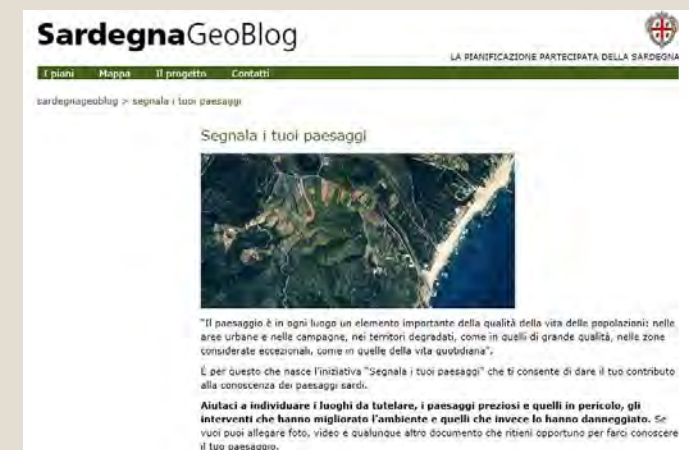 SardegnaGeoBlog
LA PIANIFICAZIONE PARTECIPATA DELLA SARDEGNA
I piani Mappa Il progetto Contatti
sardegnageoblog > segnala i tuoi paesaggi
Segnala i tuoi paesaggi
"Il paesaggio è in ogni luogo un elemento importante della qualità della vita delle popolazioni: nelle
aree urbane e nelle campagne, nei territori degradati, come in quelli di grande qualità, nelle zone
considerate eccezionali, come in quelle della vita quotidiana".
È per questo che nasce l'iniziativa "Segnala i tuoi paesaggi" che ti consente di dare il tuo contributo
alla conoscenza dei paesaggi sardi.
Aiutaci a individuare i luoghi da tutelare, i paesaggi preziosi e quelli in pericolo, gli
interventi che hanno migliorato l'ambiente e quelli che invece lo hanno danneggiato. Se
vuoi puoi allegare foto, video e qualunque altro documento che ritieni opportuno per farci conoscere
il tuo paesaggio.